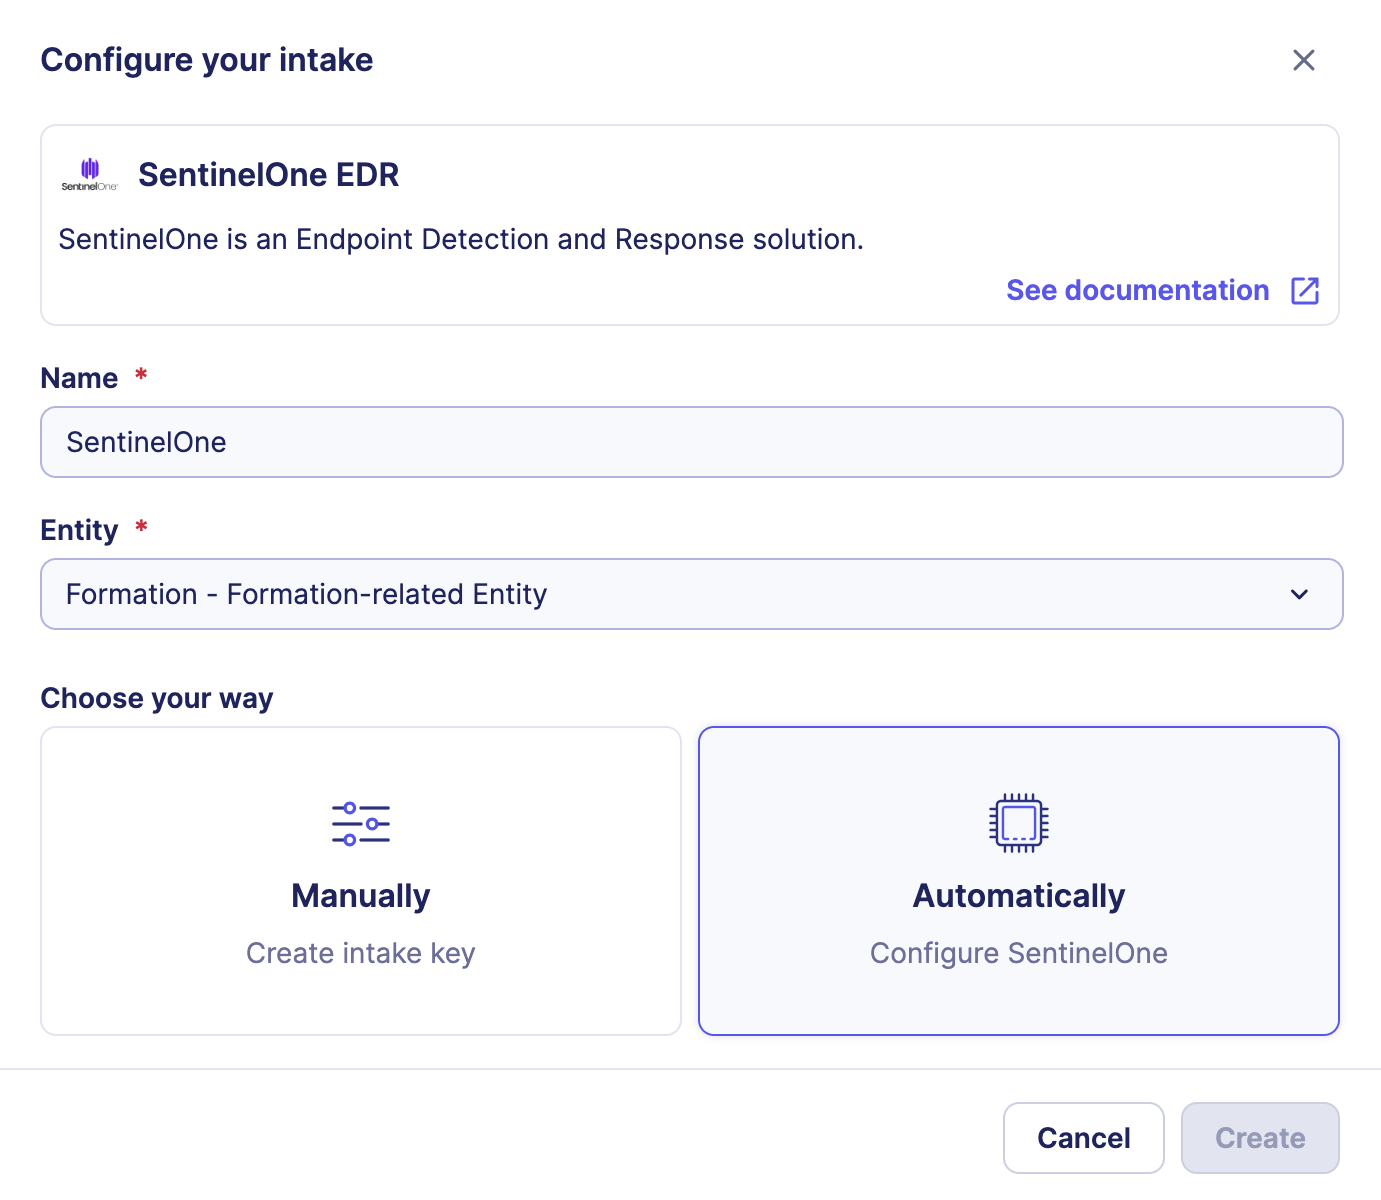 Configure your intake
SentinelOne
SentinelOne EDR
SentinelOne is an Endpoint Detection and Response solution.
See documentation
Name *
SentinelOne
Entity *
Formation - Formation-related Entity
Choose your way
Manually
Create intake key
Automatically
Configure SentinelOne
Cancel
Create